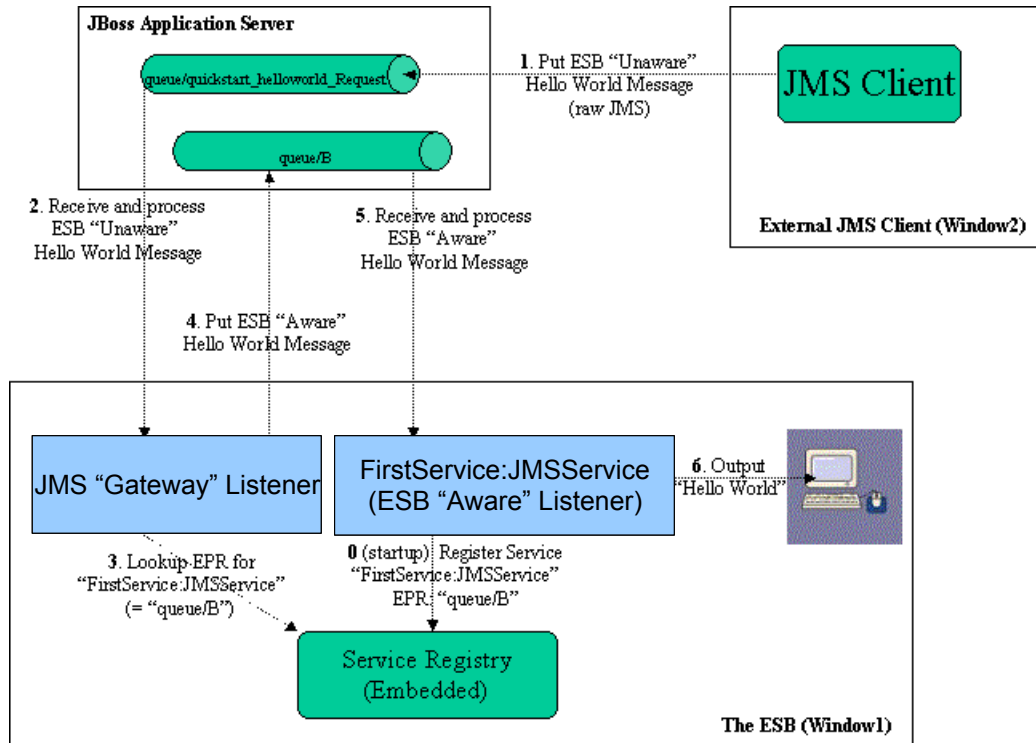 JBoss Application Server
queue/quickstart_helloworld_Request
queue/B
1. Put ESB “Unaware”
Hello World Message
(raw JMS)
JMS Client
External JMS Client (Window2)
2. Receive and process
ESB “Unaware”
Hello World Message
5. Receive and process
ESB “Aware”
Hello World Message
4. Put ESB “Aware”
Hello World Message
JMS “Gateway” Listener
FirstService:JMSService
(ESB “Aware” Listener)
6. Output
“Hello World”
3. Lookup EPR for
“FirstService:JMSService”
(= “queue/B”)
0 (startup) Register Service
“FirstService:JMSService”
EPR: “queue/B”
Service Registry
(Embedded)
The ESB (Window1)